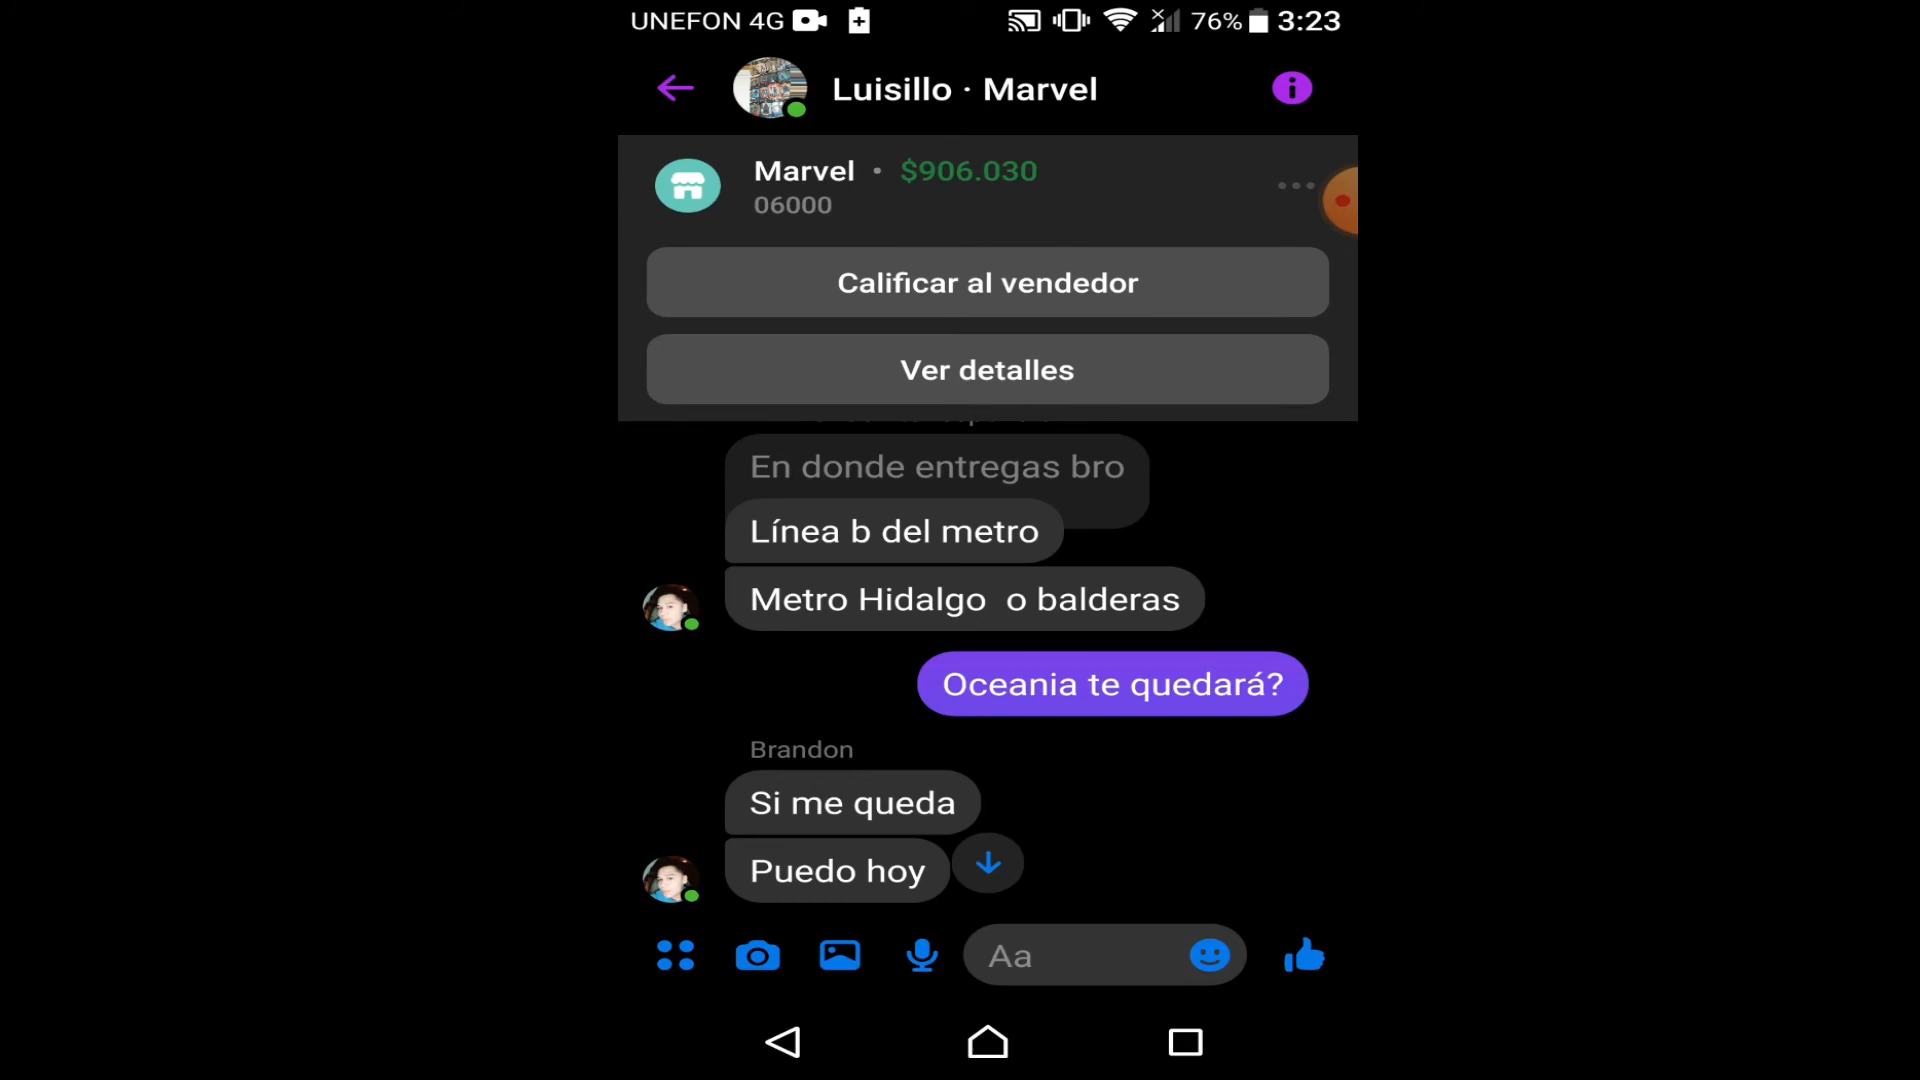 UNEFON 4G 76% 3:23
Luisillo · Marvel
Marvel • $906.030
06000
Calificar al vendedor
Ver detalles
En donde entregas bro
Línea b del metro
Metro Hidalgo o balderas
Oceania te quedará?
Brandon
Si me queda
Puedo hoy
Aa